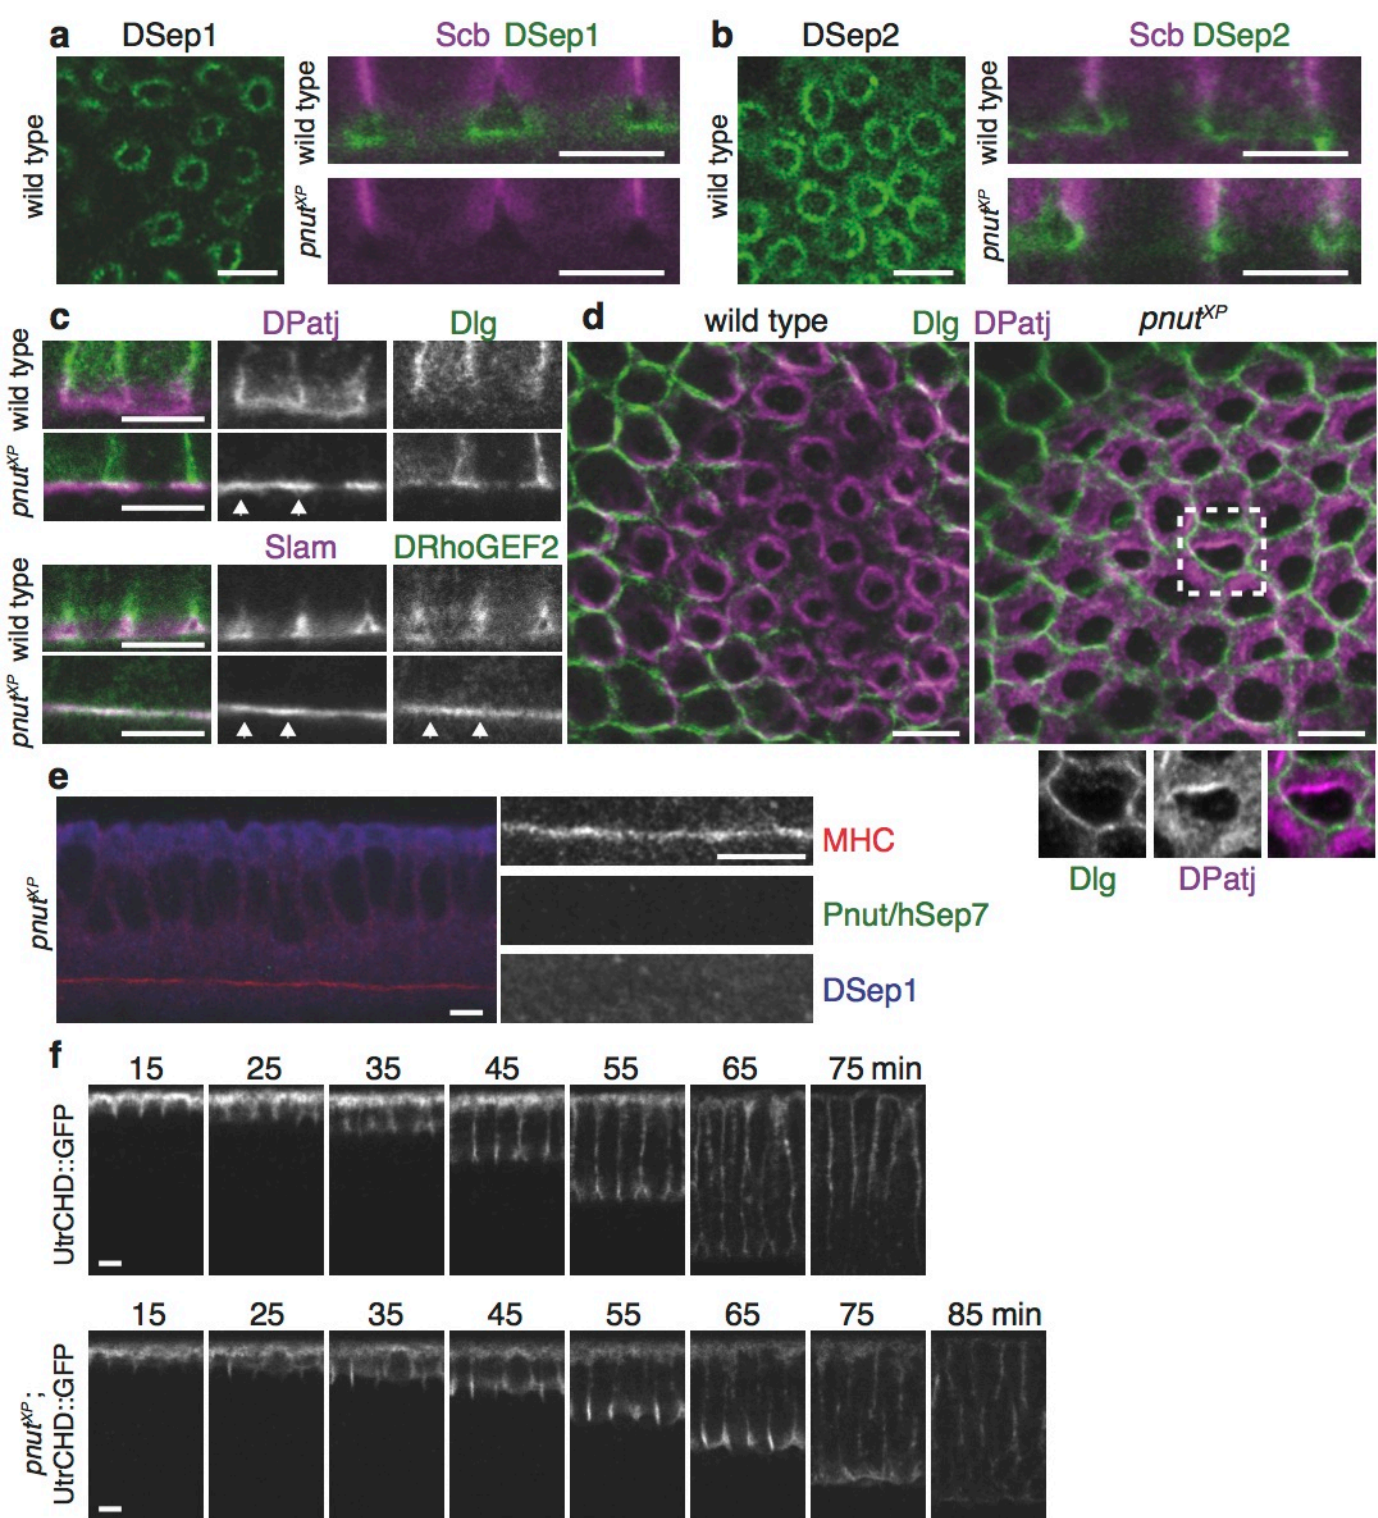 a DSep1 Scb DSep1
wild type
wild type
pnutXP
b DSep2 Scb DSep2
wild type
wild type
pnutXP
c DPatj Dlg
wild type
pnutXP
Slam DRhoGEF2
wild type
pnutXP
d wild type Dlg DPatj pnutXP
Dlg DPatj
e
pnutXP
MHC
Pnut/hSep7
DSep1
f
15 25 35 45 55 65 75 min
UtrCHD::GFP
15 25 35 45 55 65 75 85 min
pnutXP;
UtrCHD::GFP